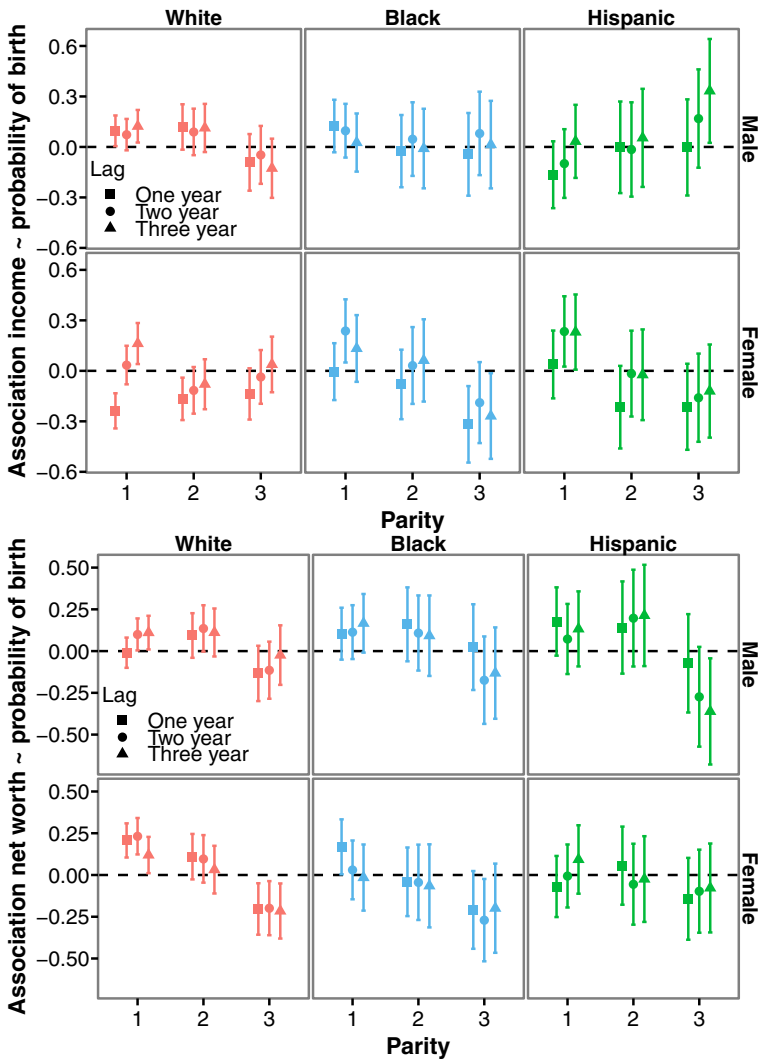 White Black Hispanic
Association income ~ probability of birth
0.6
0.3
0.0
−0.3
−0.6
Lag
One year
Two year
Three year
Male
0.6
0.3
0.0
−0.3
−0.6
Female
1 2 3 1 2 3 1 2 3
Parity
White Black Hispanic
Association net worth ~ probability of birth
0.50
0.25
0.00
−0.25
−0.50
Lag
One year
Two year
Three year
Male
0.50
0.25
0.00
−0.25
−0.50
Female
1 2 3 1 2 3 1 2 3
Parity